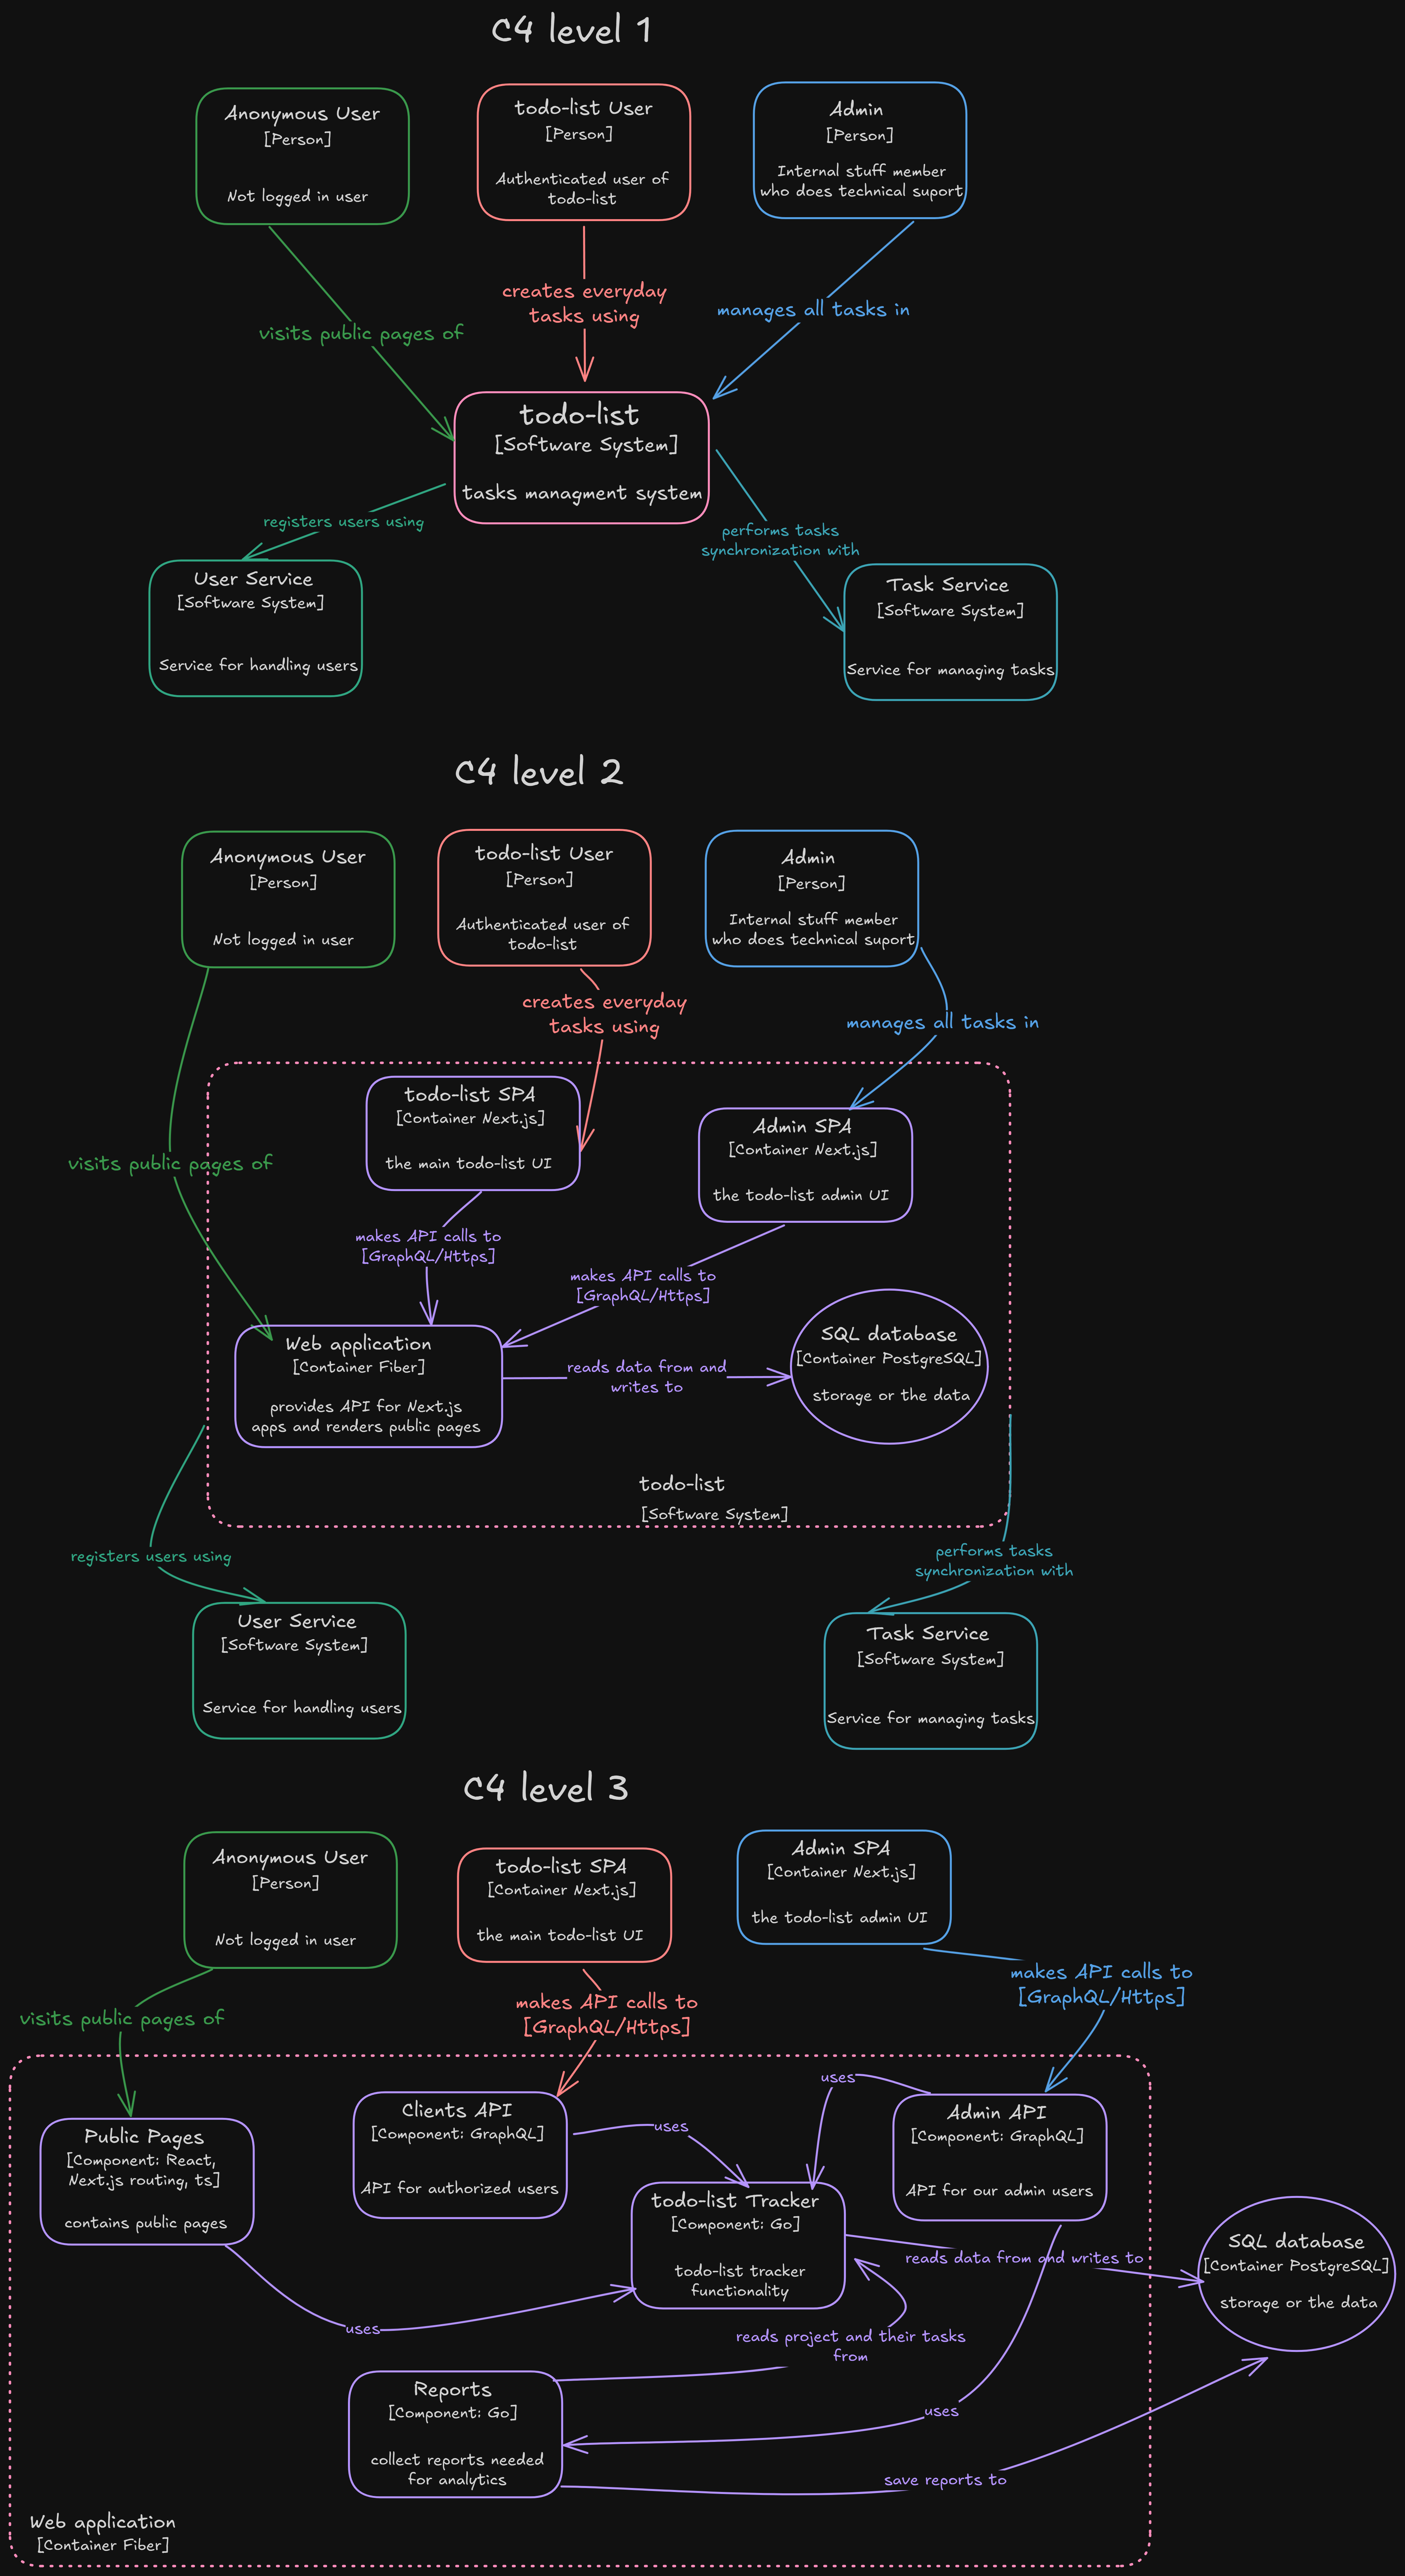 C4 level 1
Anonymous User
[Person]
Not logged in user
todo-list User
[Person]
Authenticated user of
todo-list
Admin
[Person]
Internal stuff member
who does technical suport
visits public pages of
creates everyday
tasks using
manages all tasks in
todo-list
[Software System]
tasks managment system
registers users using
performs tasks
synchronization with
User Service
[Software System]
Service for handling users
Task Service
[Software System]
Service for managing tasks
C4 level 2
Anonymous User
[Person]
Not logged in user
todo-list User
[Person]
Authenticated user of
todo-list
Admin
[Person]
Internal stuff member
who does technical suport
creates everyday
tasks using
manages all tasks in
visits public pages of
todo-list SPA
[Container Next.js]
the main todo-list UI
Admin SPA
[Container Next.js]
the todo-list admin UI
makes API calls to
[GraphQL/Https]
makes API calls to
[GraphQL/Https]
Web application
[Container Fiber]
provides API for Next.js
apps and renders public pages
reads data from and
writes to
SQL database
[Container PostgreSQL]
storage or the data
todo-list
[Software System]
registers users using
performs tasks
synchronization with
User Service
[Software System]
Service for handling users
Task Service
[Software System]
Service for managing tasks
C4 level 3
Anonymous User
[Person]
Not logged in user
todo-list SPA
[Container Next.js]
the main todo-list UI
Admin SPA
[Container Next.js]
the todo-list admin UI
visits public pages of
makes API calls to
[GraphQL/Https]
makes API calls to
[GraphQL/Https]
Public Pages
[Component: React,
Next.js routing, ts]
contains public pages
Clients API
[Component: GraphQL]
API for authorized users
uses
uses
Admin API
[Component: GraphQL]
API for our admin users
todo-list Tracker
[Component: Go]
todo-list tracker
functionality
reads data from and writes to
SQL database
[Container PostgreSQL]
storage or the data
uses
reads project and their tasks
from
Reports
[Component: Go]
collect reports needed
for analytics
uses
save reports to
Web application
[Container Fiber]